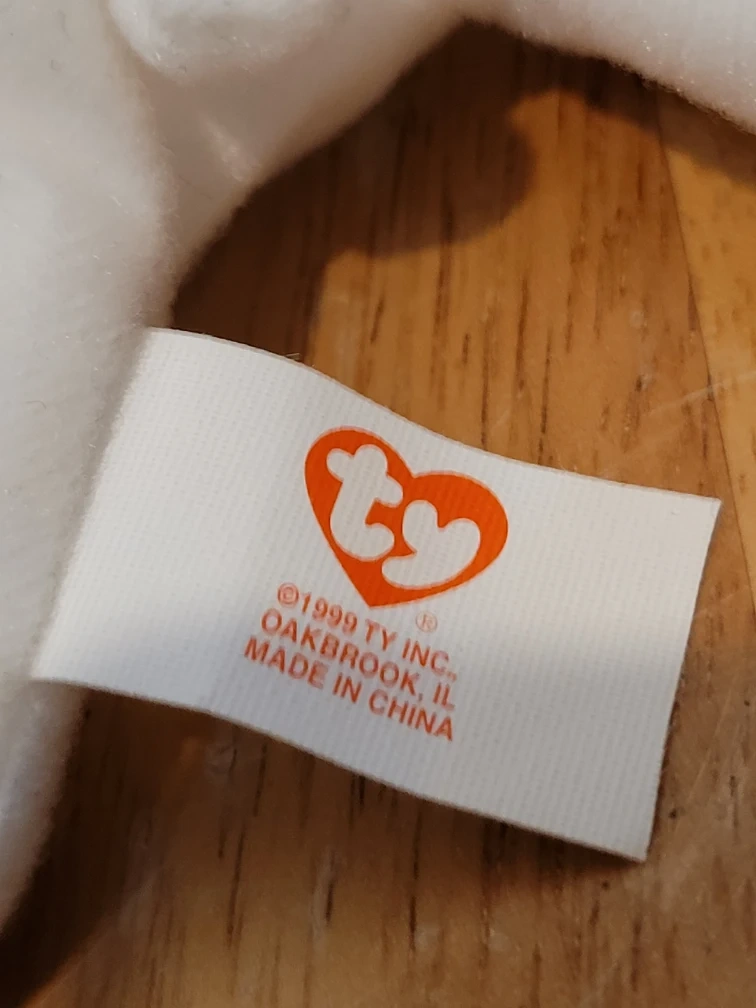 ty
®
©1999 TY INC.,
OAKBROOK, IL
MADE IN CHINA